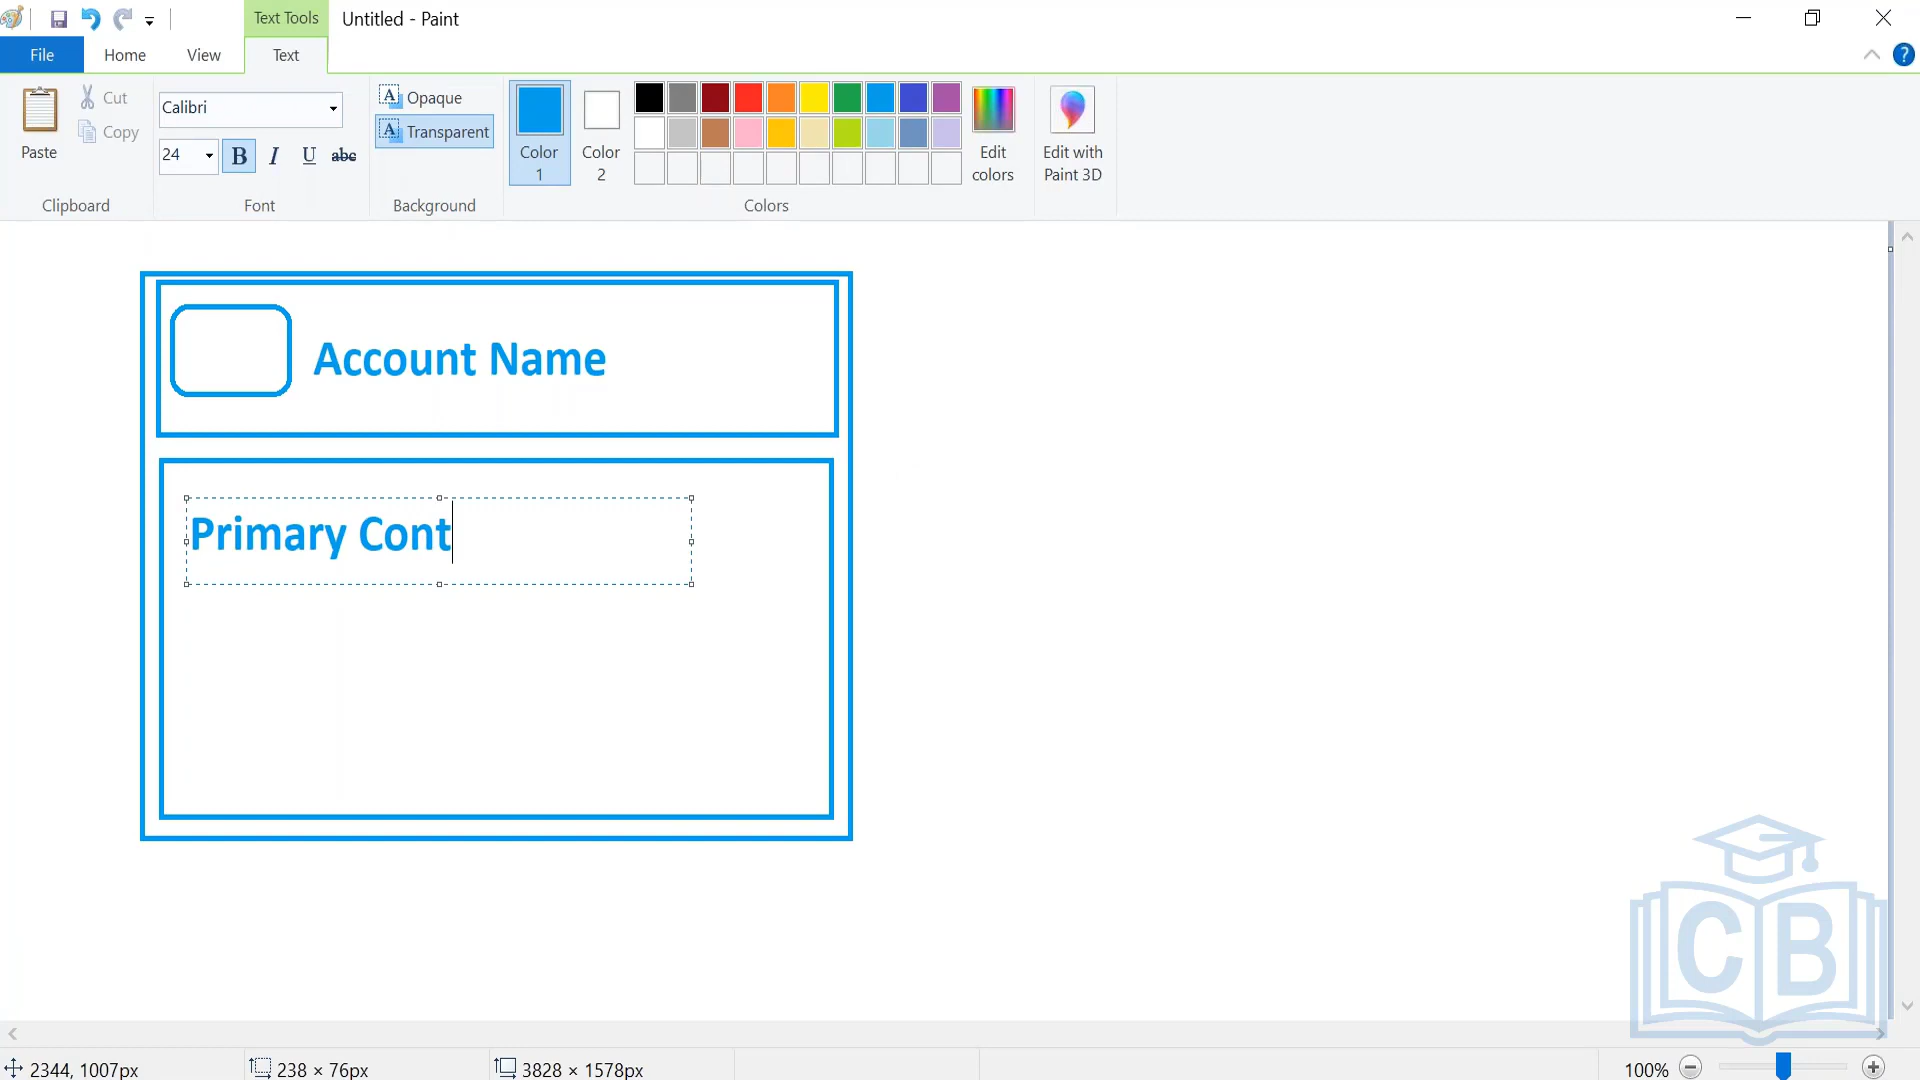 Text Tools
Untitled - Paint
File
Home
View
Text
Paste
Cut
Copy
Clipboard
Calibri
24
B
I
U
abc
Font
A Opaque
A Transparent
Background
Color 1
Color 2
Colors
Edit colors
Edit with Paint 3D
?
Account Name
Primary Cont
CB
2344, 1007px
238 × 76px
3828 × 1578px
100%